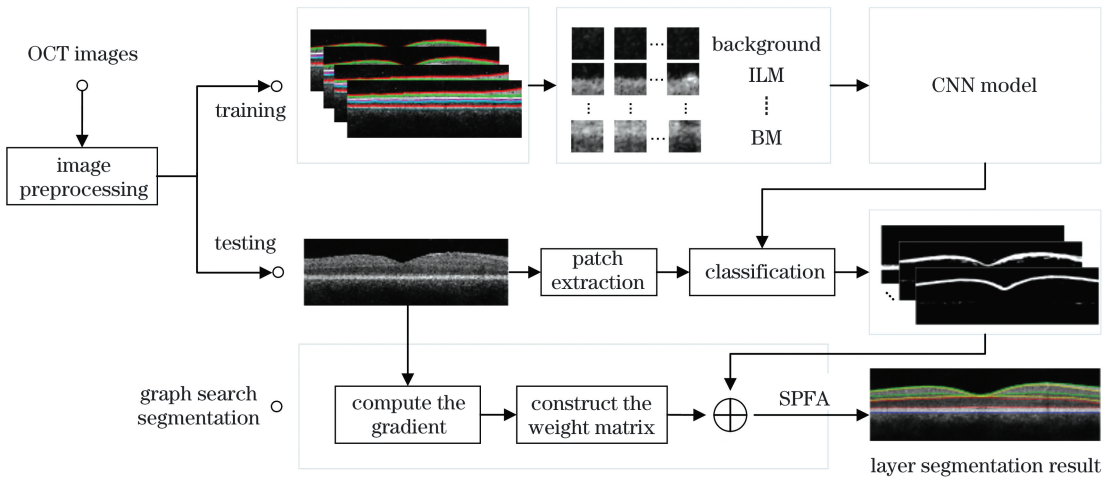 OCT images
image
preprocessing
training
background
ILM
BM
CNN model
testing
patch
extraction
classification
graph search
segmentation
compute the
gradient
construct the
weight matrix
SPFA
layer segmentation result